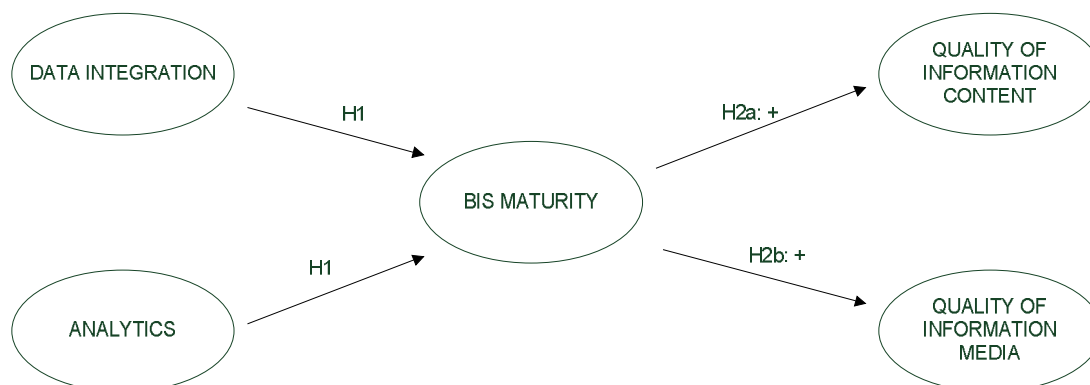 DATA INTEGRATION
H1
ANALYTICS
H1
BIS MATURITY
H2a: +
QUALITY OF
INFORMATION
CONTENT
H2b: +
QUALITY OF
INFORMATION
MEDIA